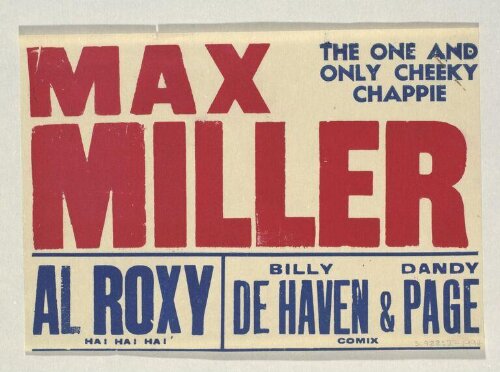 MAX
THE ONE AND
ONLY CHEEKY
CHAPPIE
MILLER
AL ROXY
HA! HA! HA!
BILLY DANDY
DE HAVEN & PAGE
COMIX